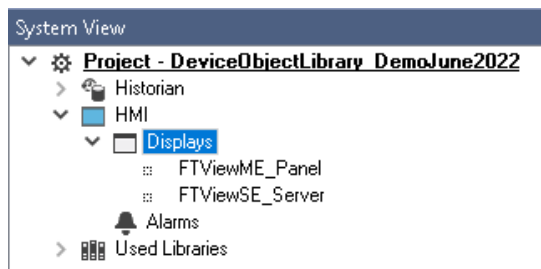 System View
Project - DeviceObjectLibrary_DemoJune2022
Historian
HMI
Displays
FTViewME_Panel
FTViewSE_Server
Alarms
Used Libraries